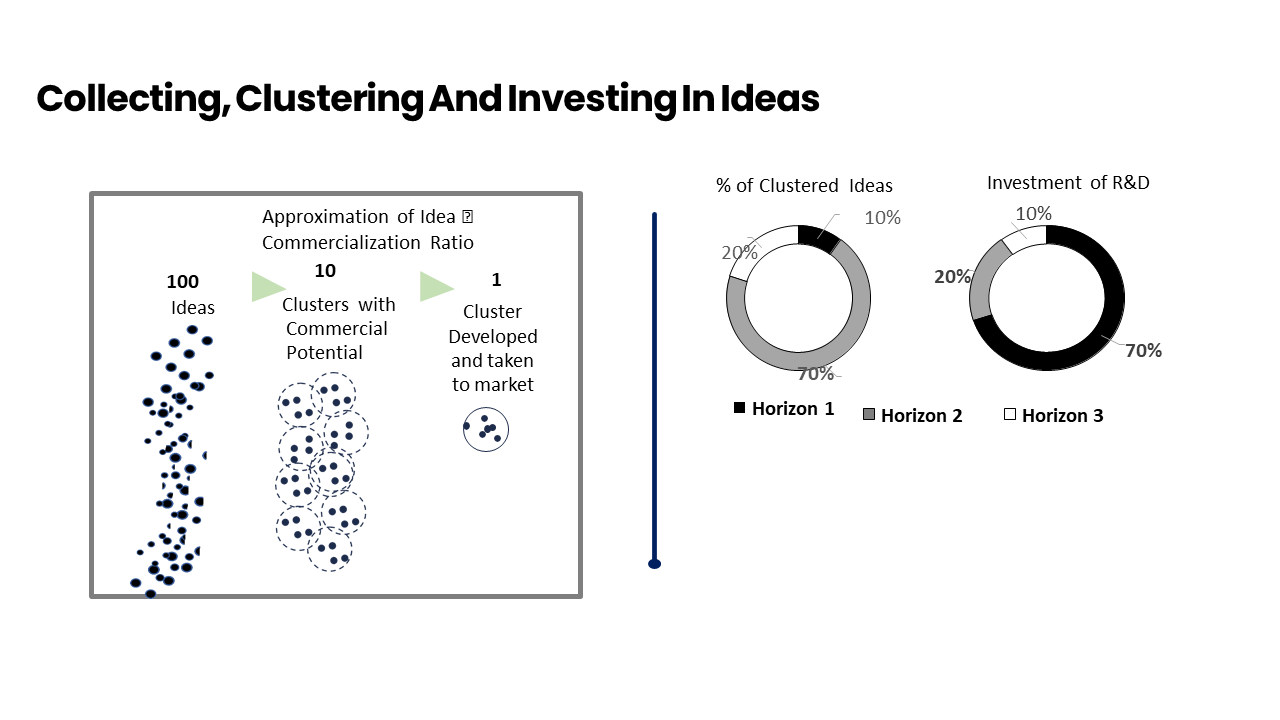 Collecting, Clustering And Investing In Ideas
Approximation of Idea
Commercialization Ratio
100
Ideas
10
Clusters with
Commercial
Potential
1
Cluster
Developed
and taken
to market
% of Clustered Ideas
10%
20%
70%
Investment of R&D
10%
20%
70%
Horizon 1
Horizon 2
Horizon 3